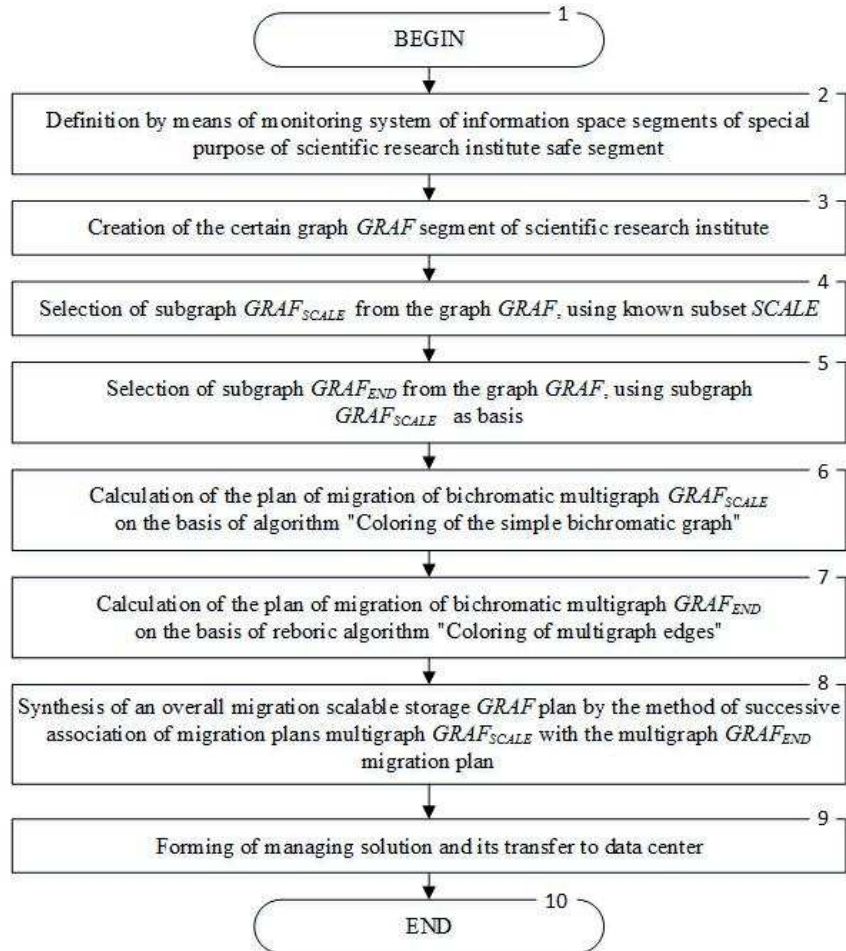 1
BEGIN
2
Definition by means of monitoring system of information space segments of special
purpose of scientific research institute safe segment
3
Creation of the certain graph GRAF segment of scientific research institute
4
Selection of subgraph GRAF_SCALE from the graph GRAF, using known subset SCALE
5
Selection of subgraph GRAF_END from the graph GRAF, using subgraph
GRAF_SCALE as basis
6
Calculation of the plan of migration of bichromatic multigraph GRAF_SCALE
on the basis of algorithm "Coloring of the simple bichromatic graph"
7
Calculation of the plan of migration of bichromatic multigraph GRAF_END
on the basis of reboric algorithm "Coloring of multigraph edges"
8
Synthesis of an overall migration scalable storage GRAF plan by the method of successive
association of migration plans multigraph GRAF_SCALE with the multigraph GRAF_END
migration plan
9
Forming of managing solution and its transfer to data center
10
END